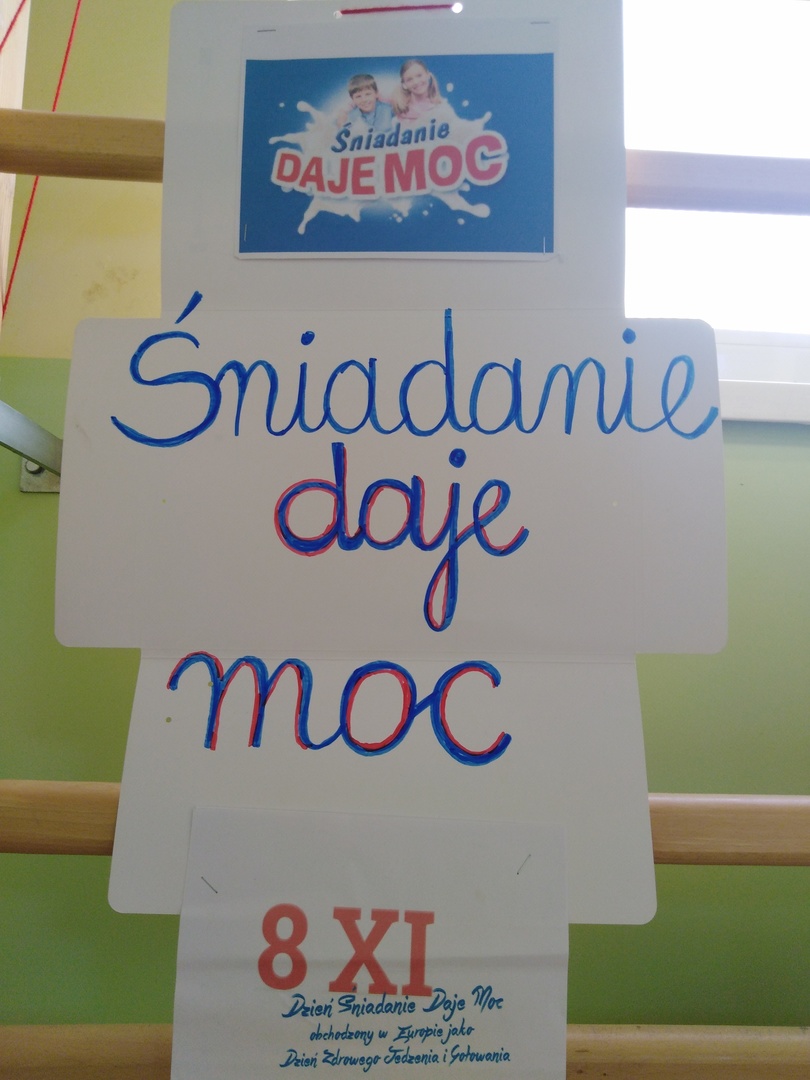 Śniadanie
DAJE MOC
Śniadanie
daje
moc
8 XI
Dzień Śniadanie Daje Moc
obchodzony w Europie jako
Dzień Zdrowego Jedzenia i Gotowania